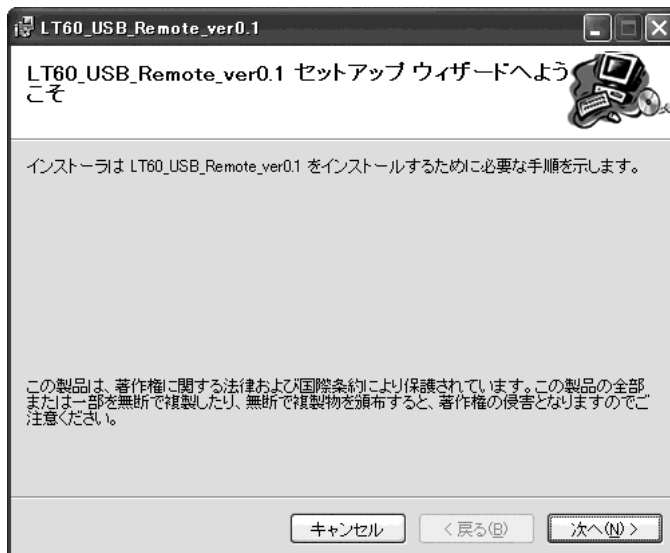 LT60_USB_Remote_ver0.1
LT60_USB_Remote_ver0.1 セットアップ ウィザードへよう
こそ
インストーラは LT60_USB_Remote_ver0.1 をインストールするために必要な手順を示します。
この製品は、著作権に関する法律および国際条約により保護されています。この製品の全部
または一部を無断で複製したり、無断で複製物を頒布すると、著作権の侵害となりますのでご
注意ください。
キャンセル
< 戻る(B)
次へ(N) >